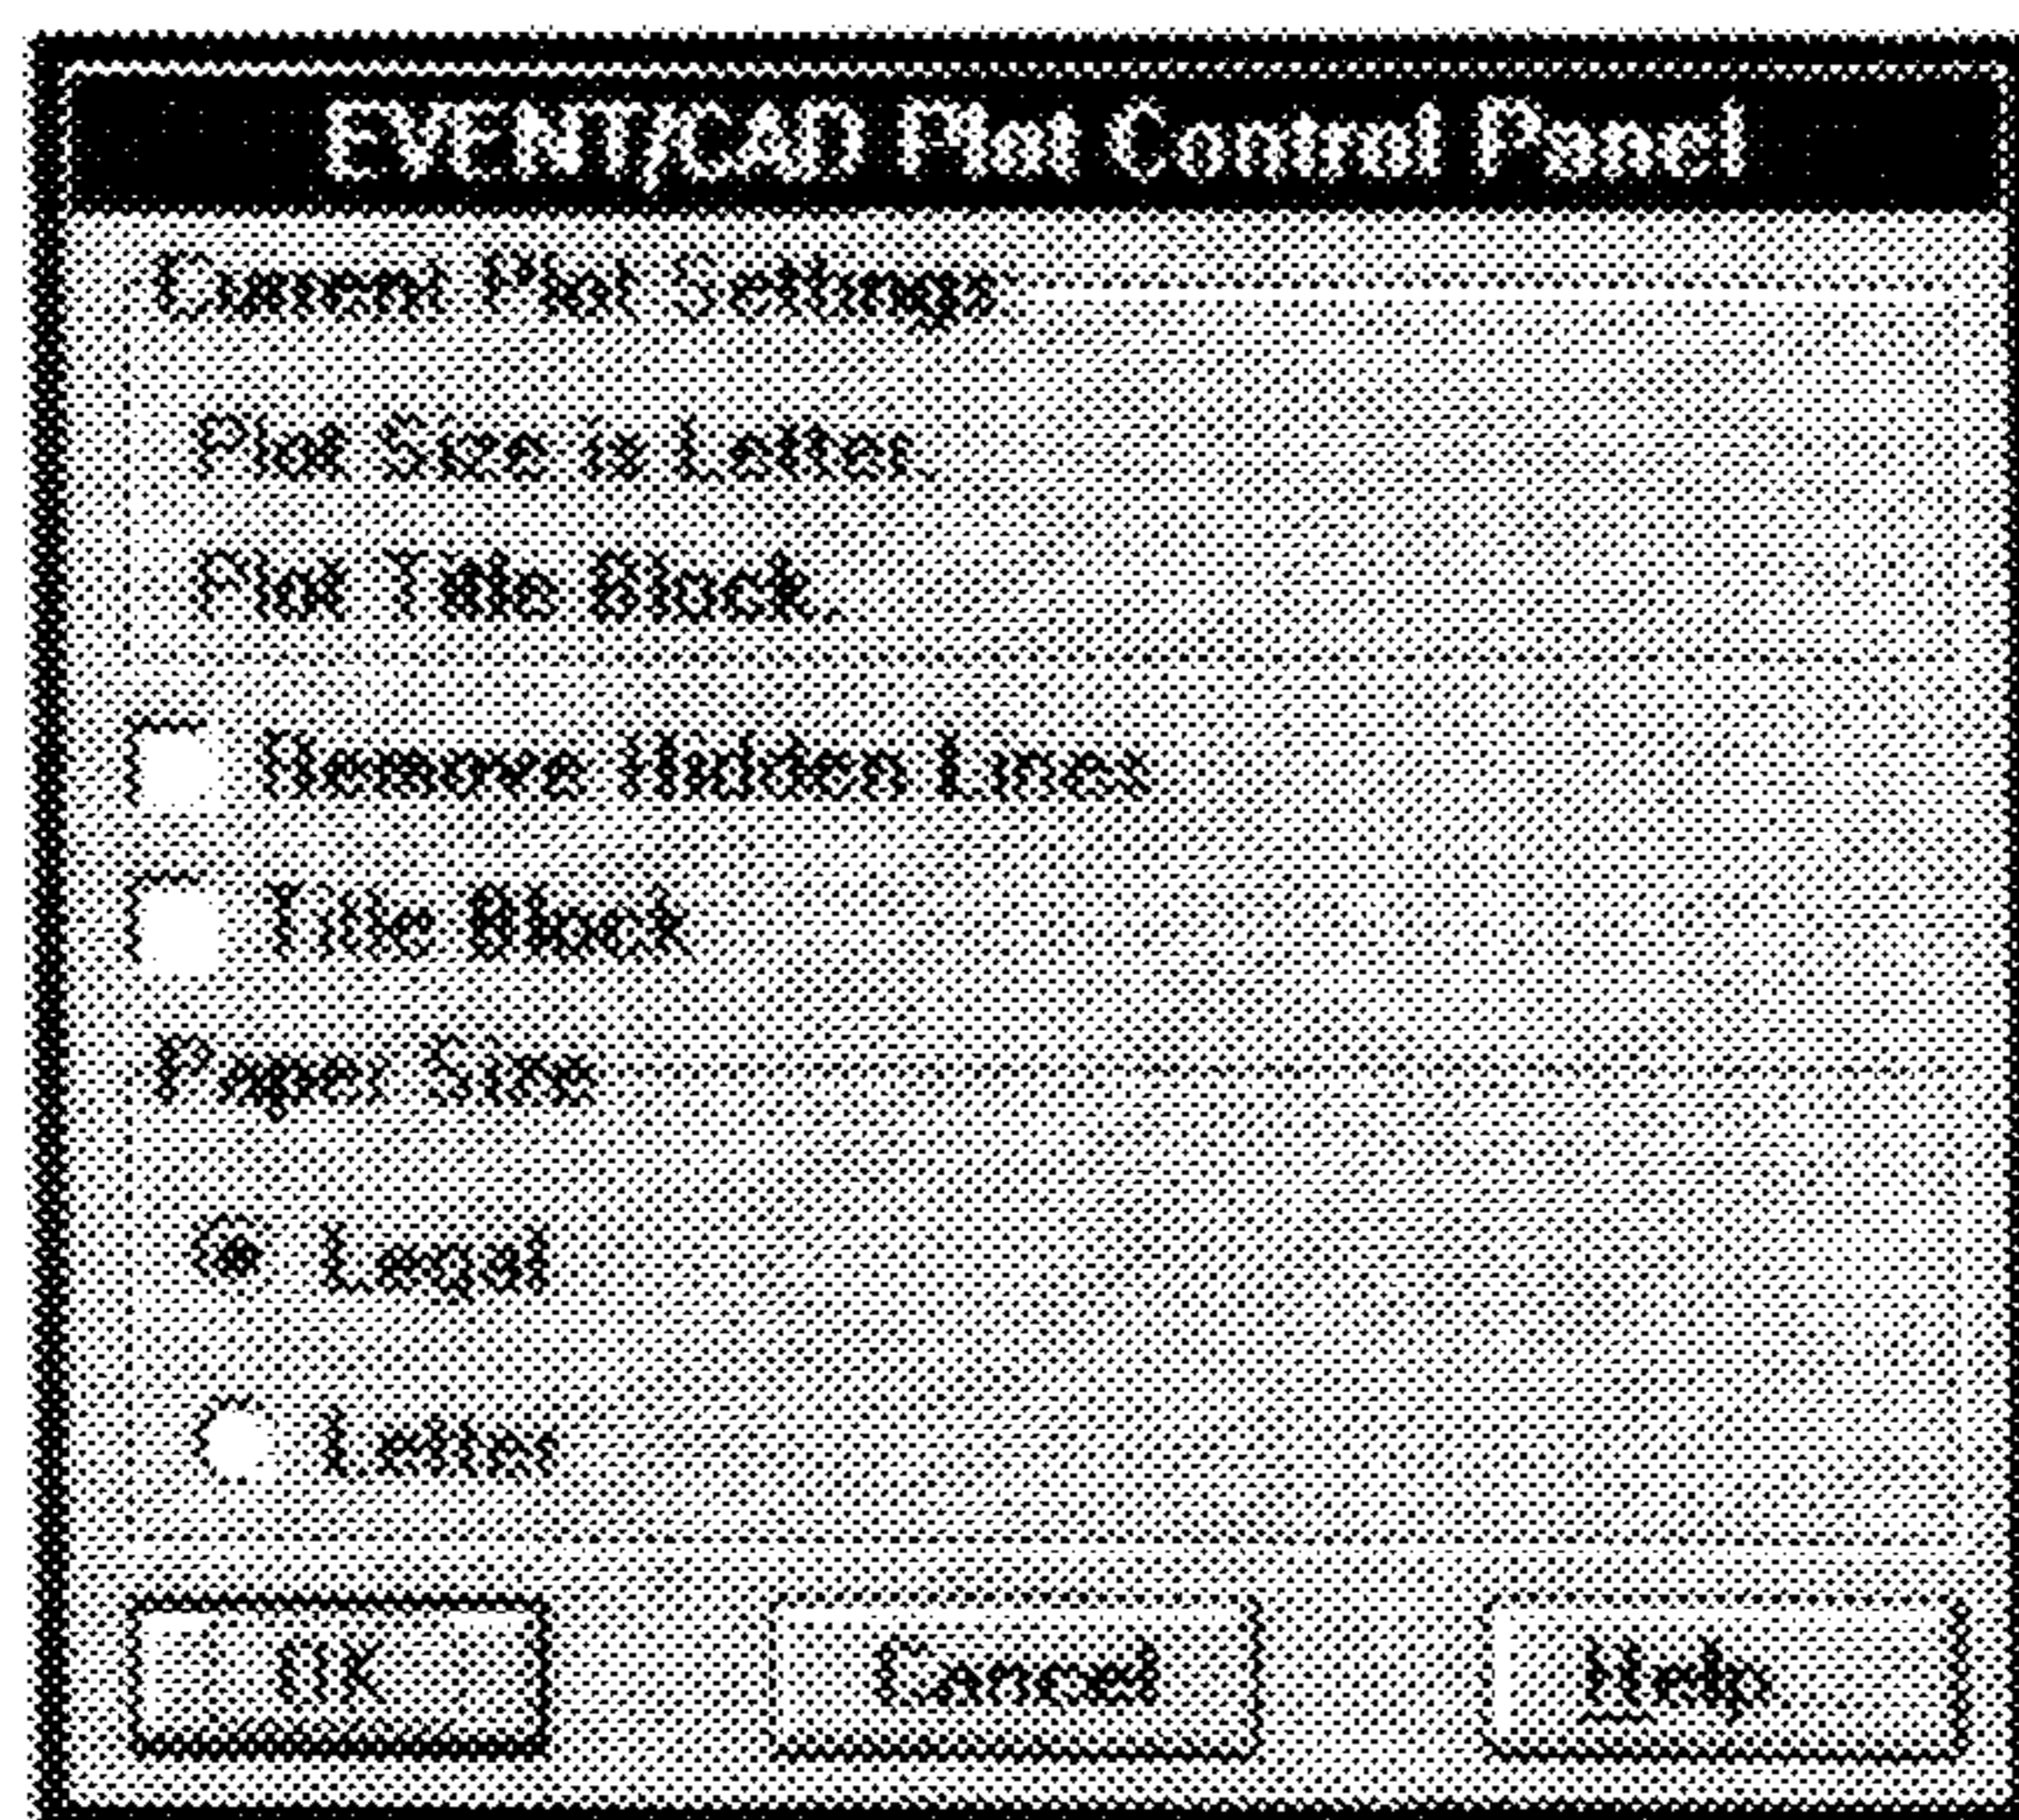 EVENT/CAD Plot Control Panel
Current Plot Settings
Plot Size is Letter.
Plot Title Block.
Remove Hidden Lines
Title Block
Paper Size
Legal
Letter
OK Cancel Help